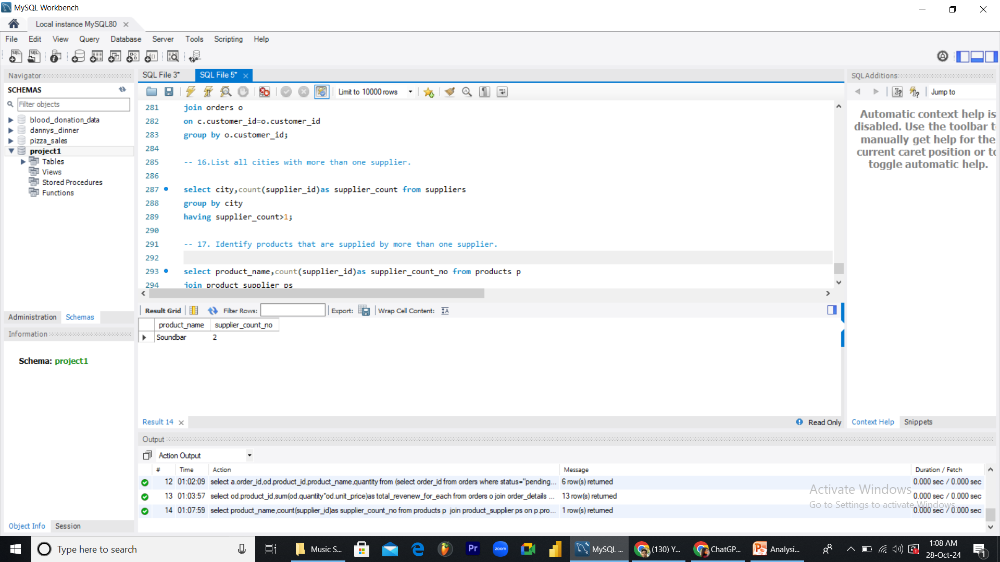 MySQL Workbench
Local instance MySQL80
File Edit View Query Database Server Tools Scripting Help
Navigator
SCHEMAS
Filter objects
blood_donation_data
dannys_dinner
pizza_sales
project1
Tables
Views
Stored Procedures
Functions
Administration Schemas
Information
Schema: project1
Object Info Session
SQL File 3* SQL File 5*
Limit to 10000 rows
281 join orders o
282 on c.customer_id=o.customer_id
283 group by o.customer_id;
284
285 -- 16.List all cities with more than one supplier.
286
287 select city,count(supplier_id)as supplier_count from suppliers
288 group by city
289 having supplier_count>1;
290
291 -- 17. Identify products that are supplied by more than one supplier.
292
293 select product_name,count(supplier_id)as supplier_count_no from products p
294 join product_supplier ps
Result Grid Filter Rows: Export: Wrap Cell Content:
product_name supplier_count_no
Soundbar 2
Result 14 Read Only
SQLAdditions
Jump to
Automatic context help is
disabled. Use the toolbar t
manually get help for the
current caret position or to
toggle automatic help.
Context Help Snippets
Output
Action Output
# Time Action Message Duration / Fetch
12 01:02:09 select a.order_id,od.product_id,product_name,quantity from (select order_id from orders where status="pending... 6 row(s) returned 0.000 sec / 0.000 sec
13 01:03:57 select od.product_id,sum(od.quantity*od.unit_price)as total_revenew_for_each from orders o join order_details ... 13 row(s) returned 0.000 sec / 0.000 sec
14 01:07:59 select product_name,count(supplier_id)as supplier_count_no from products p join product_supplier ps on p.pro... 1 row(s) returned 0.000 sec / 0.000 sec
Activate Windows
Go to Settings to activate Windows.
Type here to search
Music S...
Pr
zoom
MySQL ...
(130) Y...
ChatGP...
Analysi...
1:08 AM
28-Oct-24
1